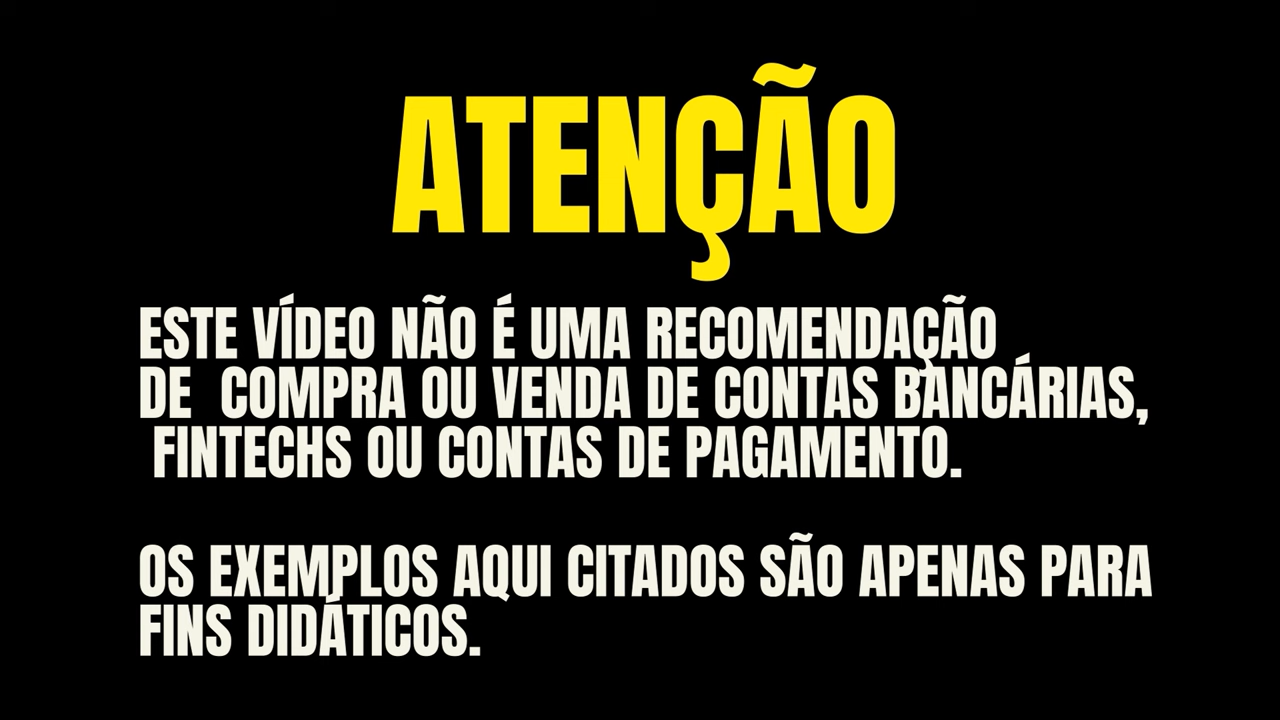 ATENÇÃO
ESTE VÍDEO NÃO É UMA RECOMENDAÇÃO
DE COMPRA OU VENDA DE CONTAS BANCÁRIAS,
FINTECHS OU CONTAS DE PAGAMENTO.
OS EXEMPLOS AQUI CITADOS SÃO APENAS PARA
FINS DIDÁTICOS.